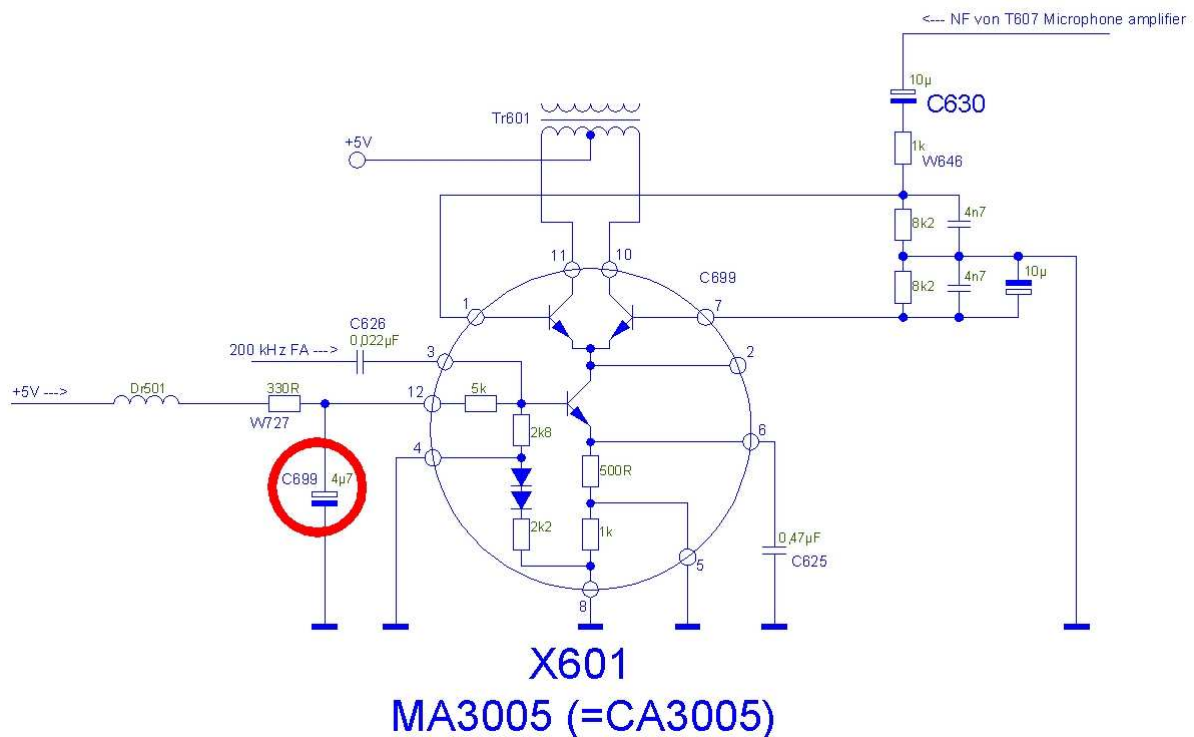 <--- NF von T607 Microphone amplifier
10µ
C630
Tr601
+5V
1k
W646
8k2
4n7
11
10
C699
10µ
8k2
4n7
1
7
C626
0,022µF
200 kHz FA --->
3
2
+5V --->
Dr501
330R
W727
12
5k
2k8
6
4
C699
4µ7
500R
2k2
1k
0,47µF
C625
5
8
X601
MA3005 (=CA3005)